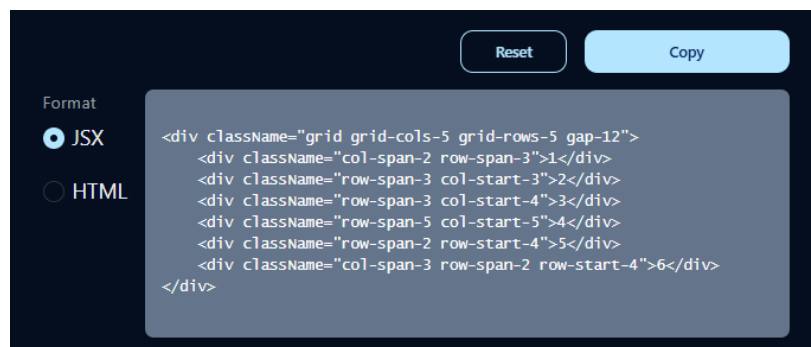 Reset
Copy
Format
JSX
HTML
<div className="grid grid-cols-5 grid-rows-5 gap-12">
    <div className="col-span-2 row-span-3">1</div>
    <div className="row-span-3 col-start-3">2</div>
    <div className="row-span-3 col-start-4">3</div>
    <div className="row-span-5 col-start-5">4</div>
    <div className="row-span-2 row-start-4">5</div>
    <div className="col-span-3 row-span-2 row-start-4">6</div>
</div>